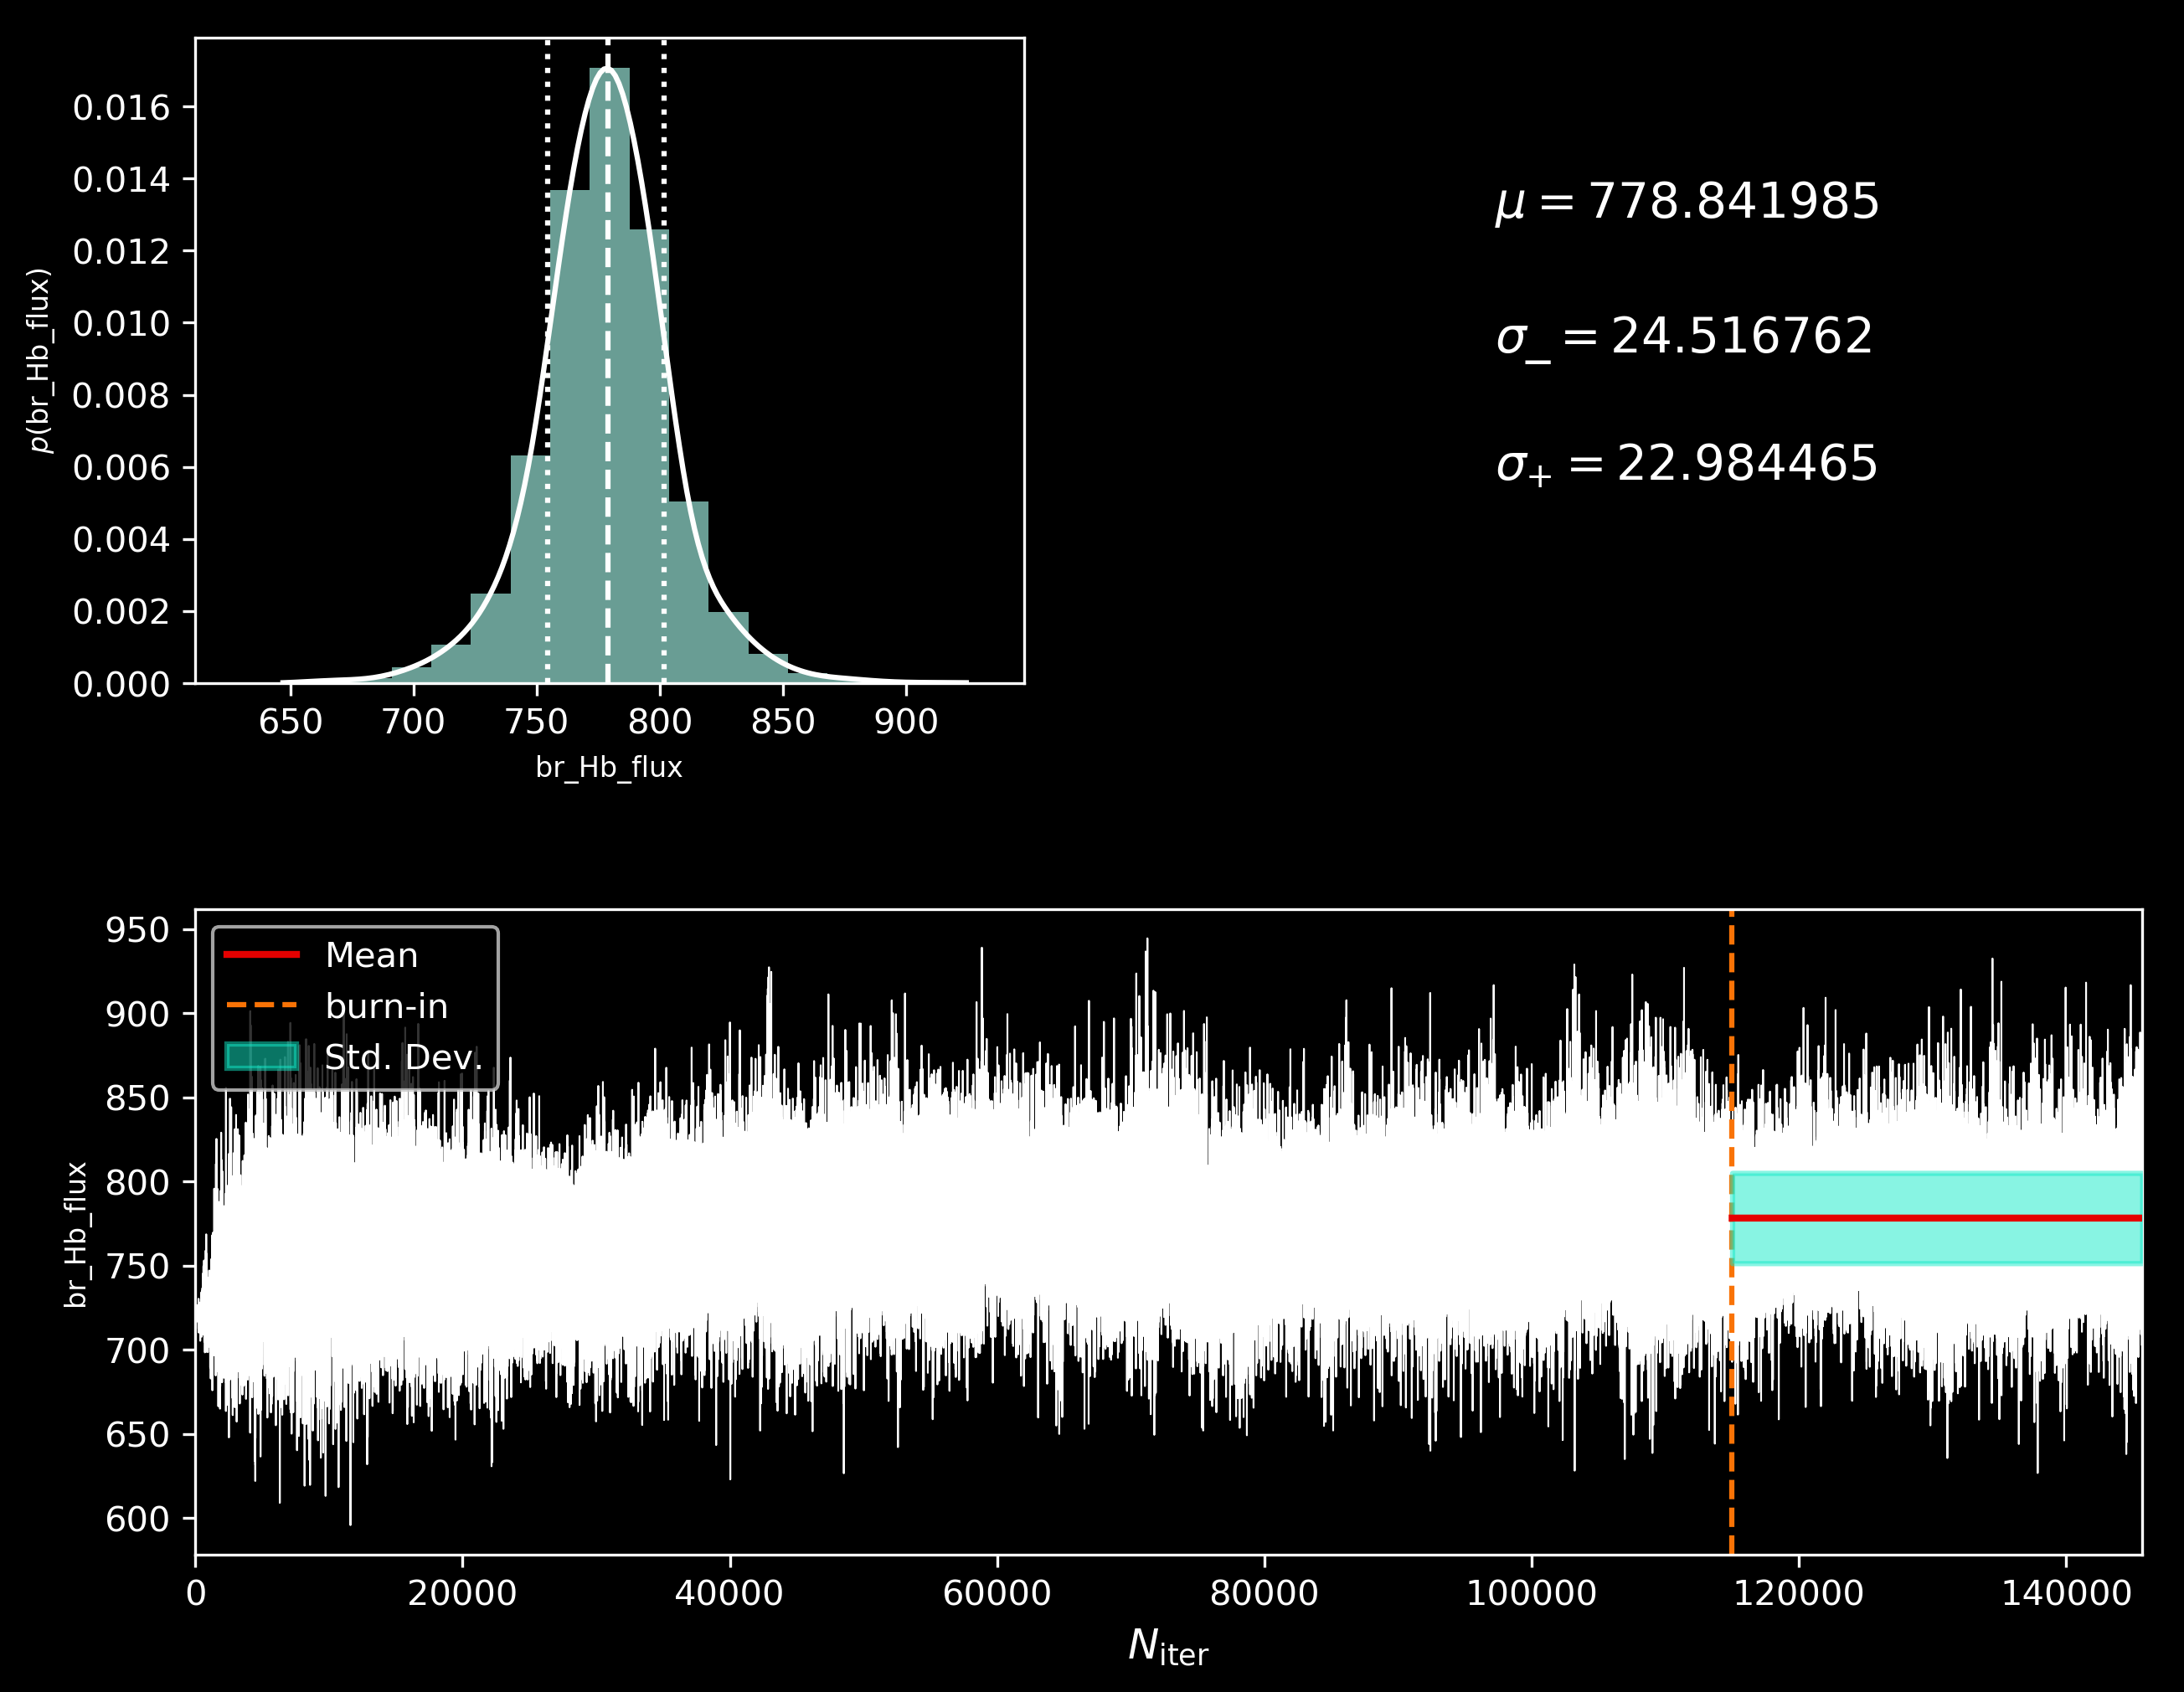 p(br_Hb_flux)
0.016
0.014
0.012
0.010
0.008
0.006
0.004
0.002
0.000
650 700 750 800 850 900
br_Hb_flux
μ = 778.841985
σ_ = 24.516762
σ+ = 22.984465
br_Hb_flux
950
900
850
800
750
700
650
600
Mean
burn-in
Std. Dev.
0 20000 40000 60000 80000 100000 120000 140000
Niter